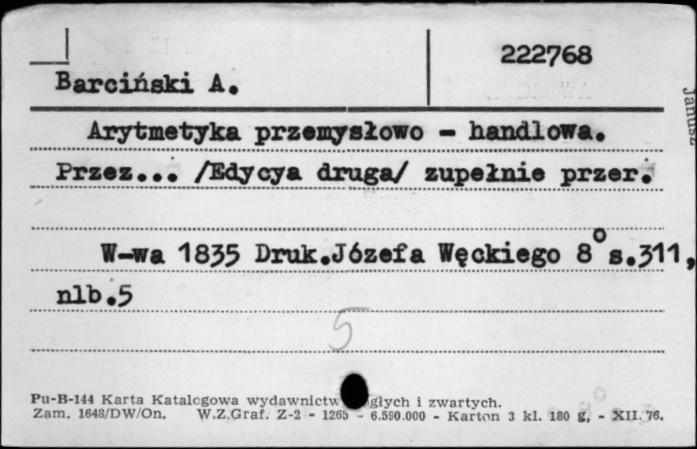 222768
Barciński A.
Janusz
Arytmetyka przemysłowo - handlowa.
Przez... /Edycya druga/ zupełnie przer.
W-wa 1835 Druk.Józefa Węckiego 8° s.311,
nlb.5
5
Pu-B-144 Karta Katalogowa wydawnictw głych i zwartych.
Zam. 1648/DW/On. W.Z.Graf. Z-2 - 1265 - 6.590.000 - Karton 3 kl. 180 g, - XII. 76.